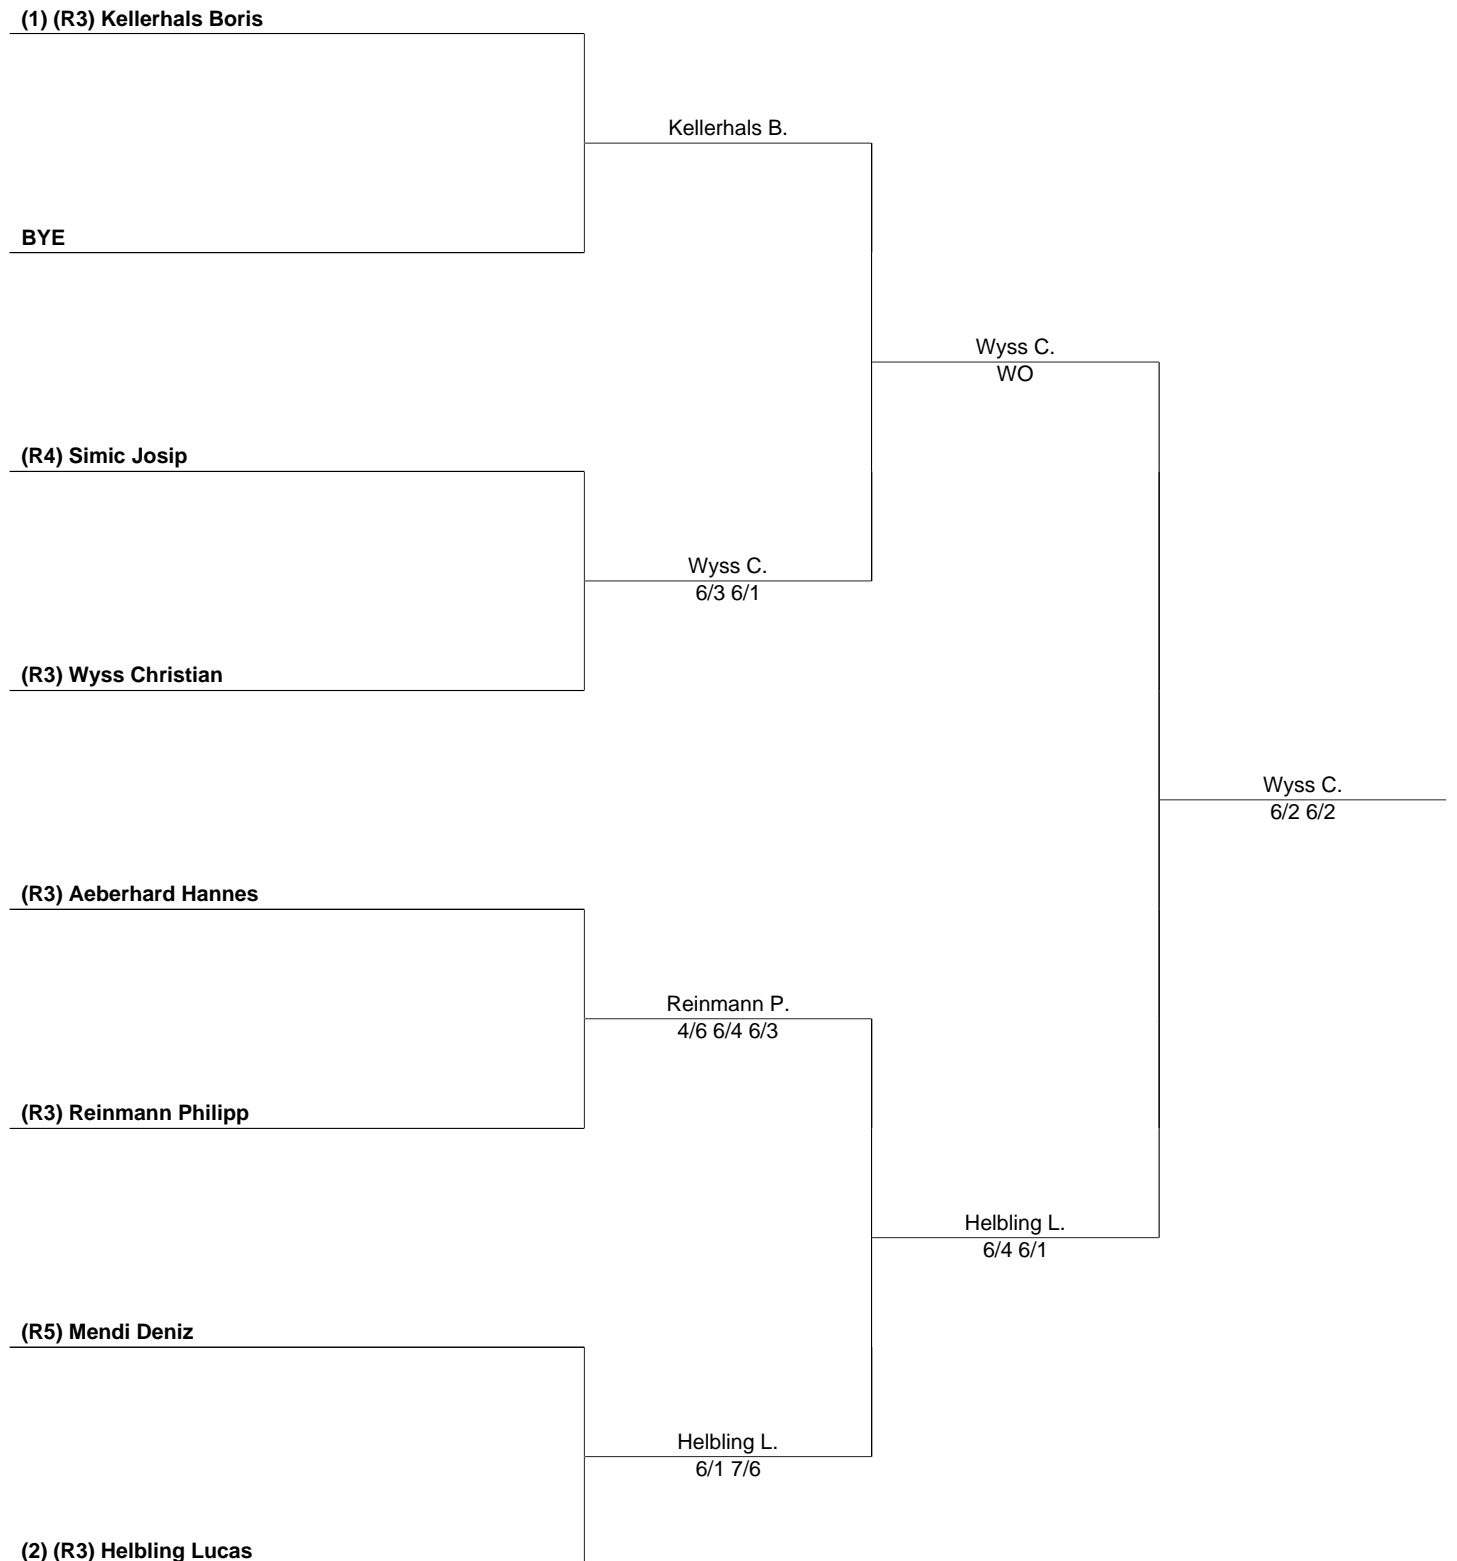 (1) (R3) Kellerhals Boris
Kellerhals B.
BYE
Wyss C.
WO
(R4) Simic Josip
Wyss C.
6/3 6/1
(R3) Wyss Christian
Wyss C.
6/2 6/2
(R3) Aeberhard Hannes
Reinmann P.
4/6 6/4 6/3
(R3) Reinmann Philipp
Helbling L.
6/4 6/1
(R5) Mendi Deniz
Helbling L.
6/1 7/6
(2) (R3) Helbling Lucas